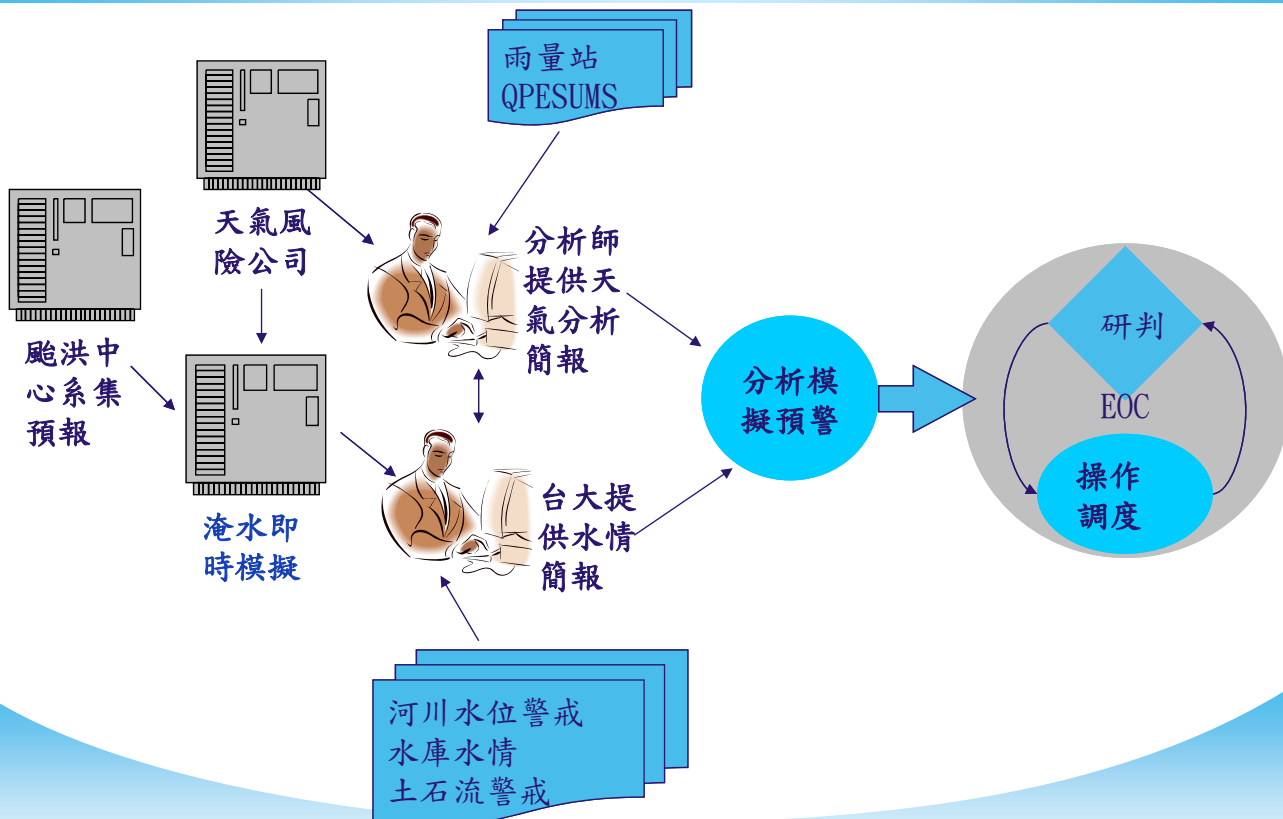 雨量站
QPESUMS
天氣風
險公司
分析師
提供天
氣分析
簡報
颱洪中
心系集
預報
淹水即
時模擬
台大提
供水情
簡報
河川水位警戒
水庫水情
土石流警戒
分析模
擬預警
研判
EOC
操作
調度